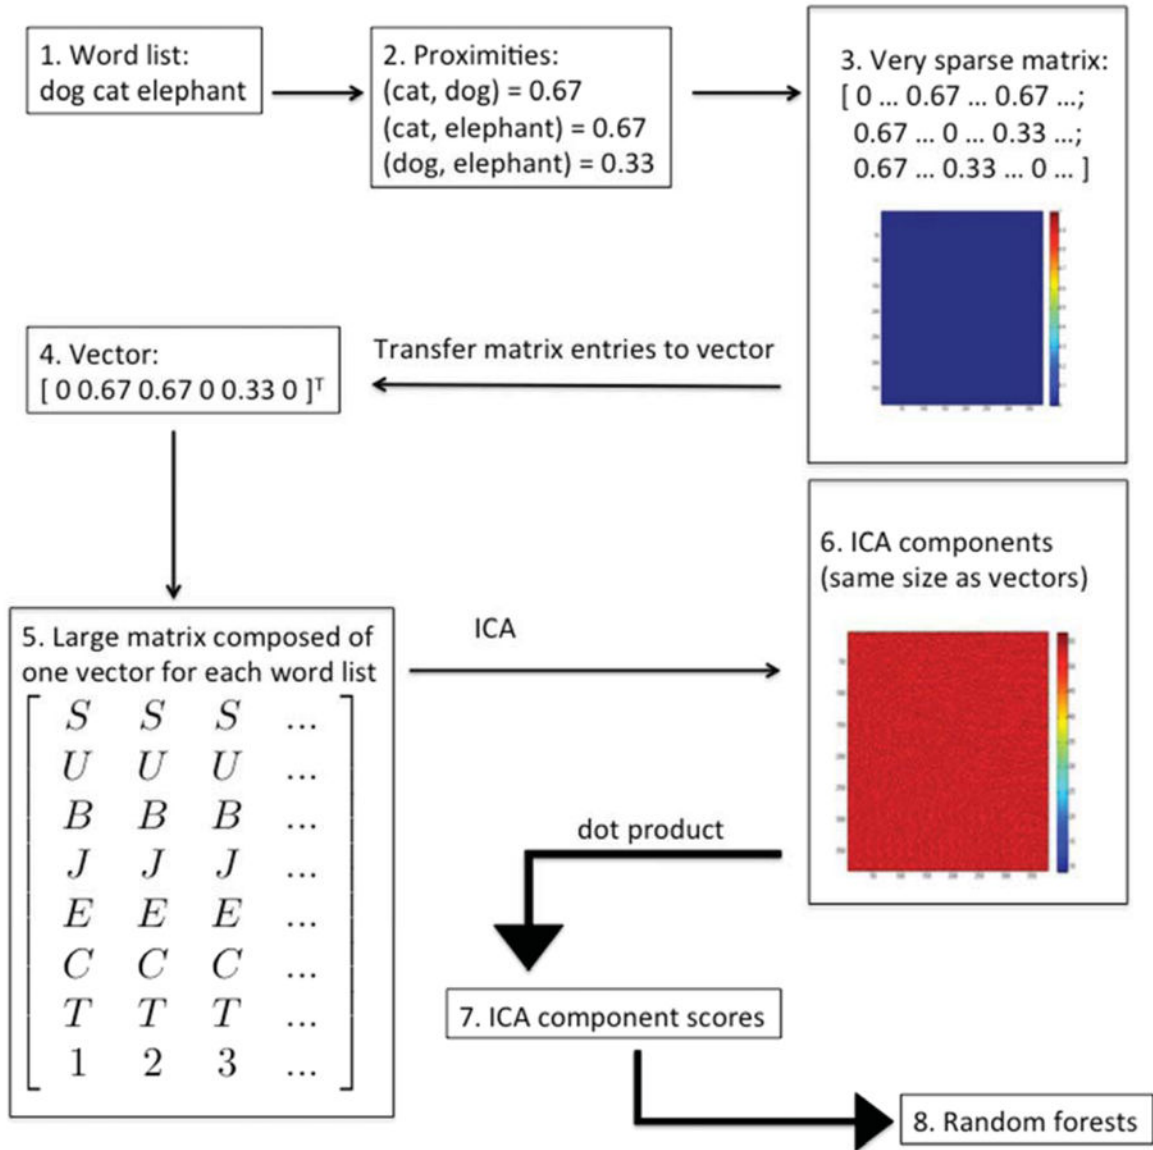 1. Word list:
dog cat elephant
2. Proximities:
(cat, dog) = 0.67
(cat, elephant) = 0.67
(dog, elephant) = 0.33
3. Very sparse matrix:
[ 0 ... 0.67 ... 0.67 ...;
0.67 ... 0 ... 0.33 ...;
0.67 ... 0.33 ... 0 ... ]
Transfer matrix entries to vector
4. Vector:
[ 0 0.67 0.67 0 0.33 0 ]ᵀ
5. Large matrix composed of
one vector for each word list
S S S ...
U U U ...
B B B ...
J J J ...
E E E ...
C C C ...
T T T ...
1 2 3 ...
ICA
6. ICA components
(same size as vectors)
dot product
7. ICA component scores
8. Random forests